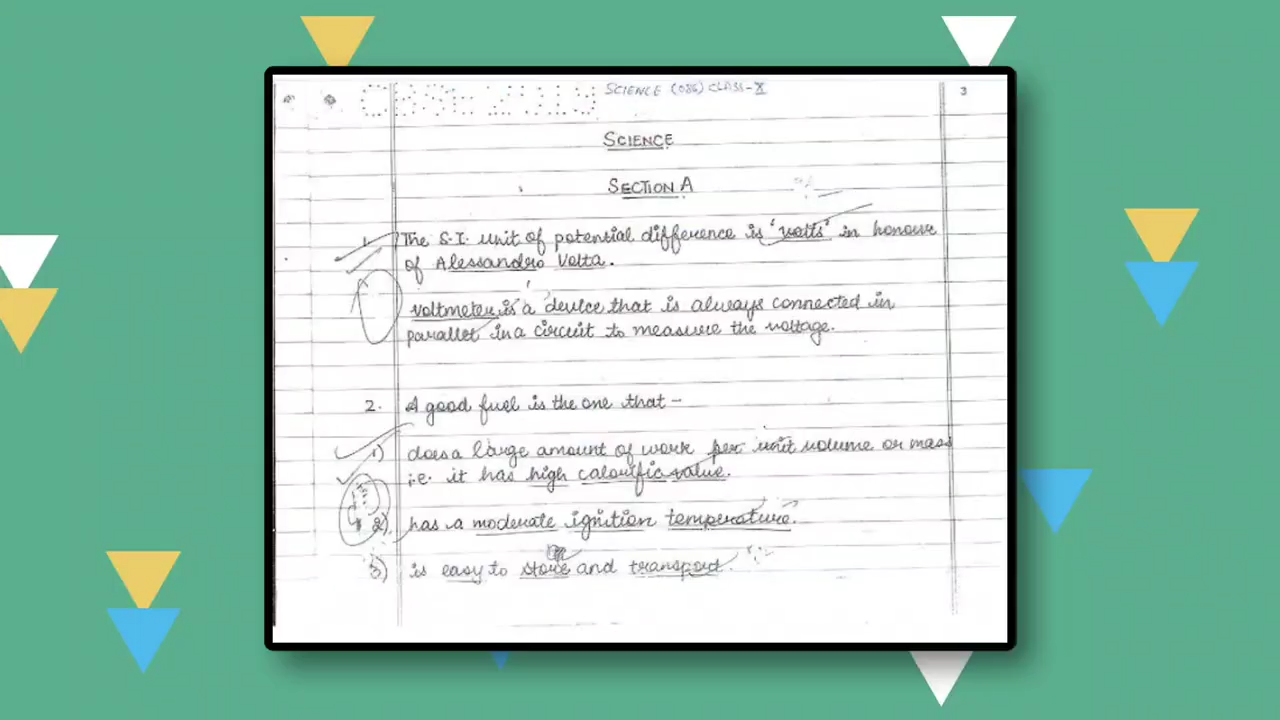 CBSE 2019
SCIENCE (086) CLASS-X
3
SCIENCE
SECTION A
1. The S.I. unit of potential difference is 'volts' in honour
of Alessandro Volta.
voltmeter is a device that is always connected in
parallel in a circuit to measure the voltage.
2. A good fuel is the one that —
1) does a large amount of work per unit volume or mass
i.e. it has high calorific value.
2) has a moderate ignition temperature.
3) is easy to store and transport.